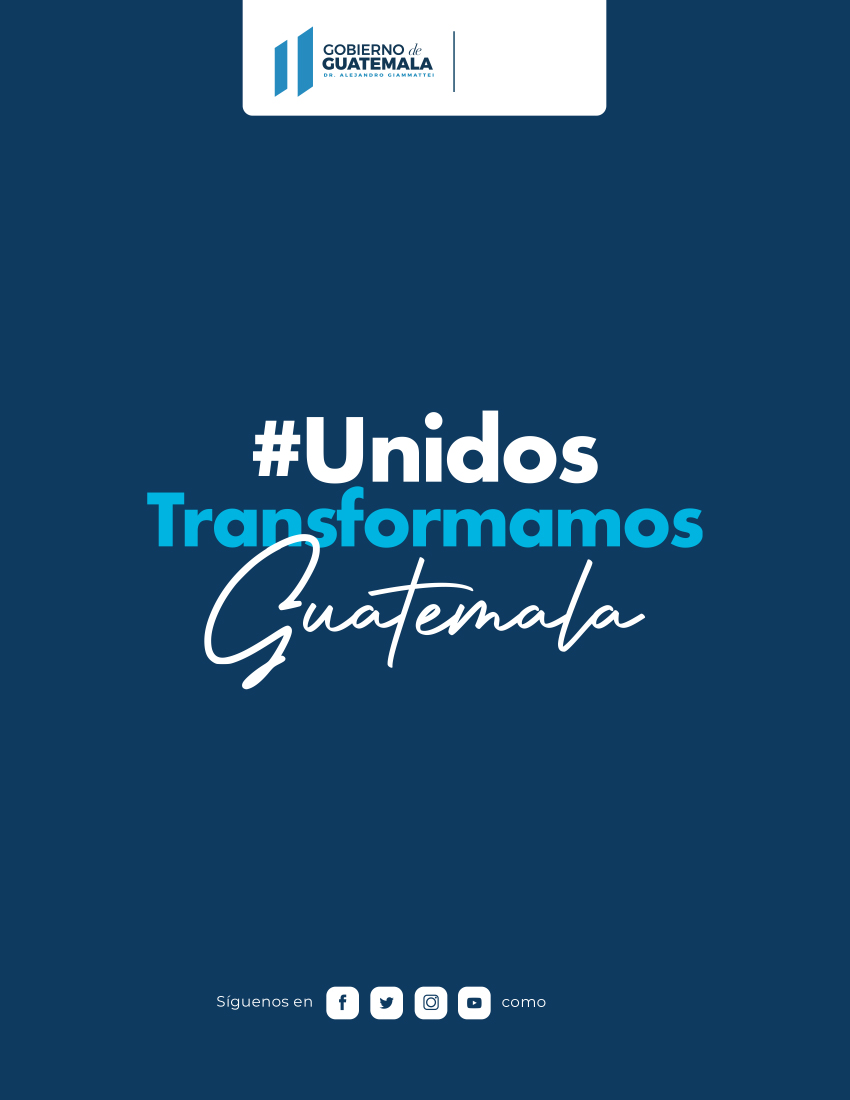 GOBIERNO de
GUATEMALA
DR. ALEJANDRO GIAMMATTEI
#Unidos
Transformamos
Guatemala
Síguenos en como